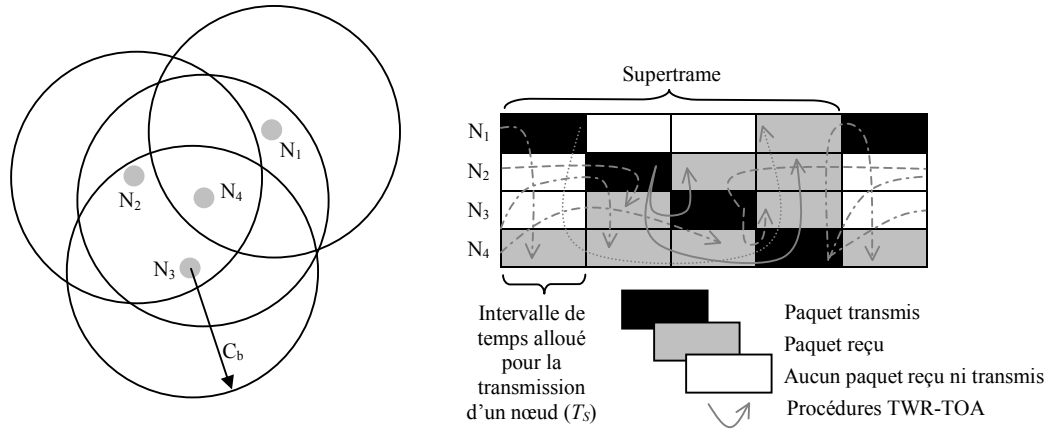 N1
N2
N4
N3
Cb
Supertrame
N1
N2
N3
N4
Intervalle de
temps alloué
pour la
transmission
d'un nœud (TS)
Paquet transmis
Paquet reçu
Aucun paquet reçu ni transmis
Procédures TWR-TOA